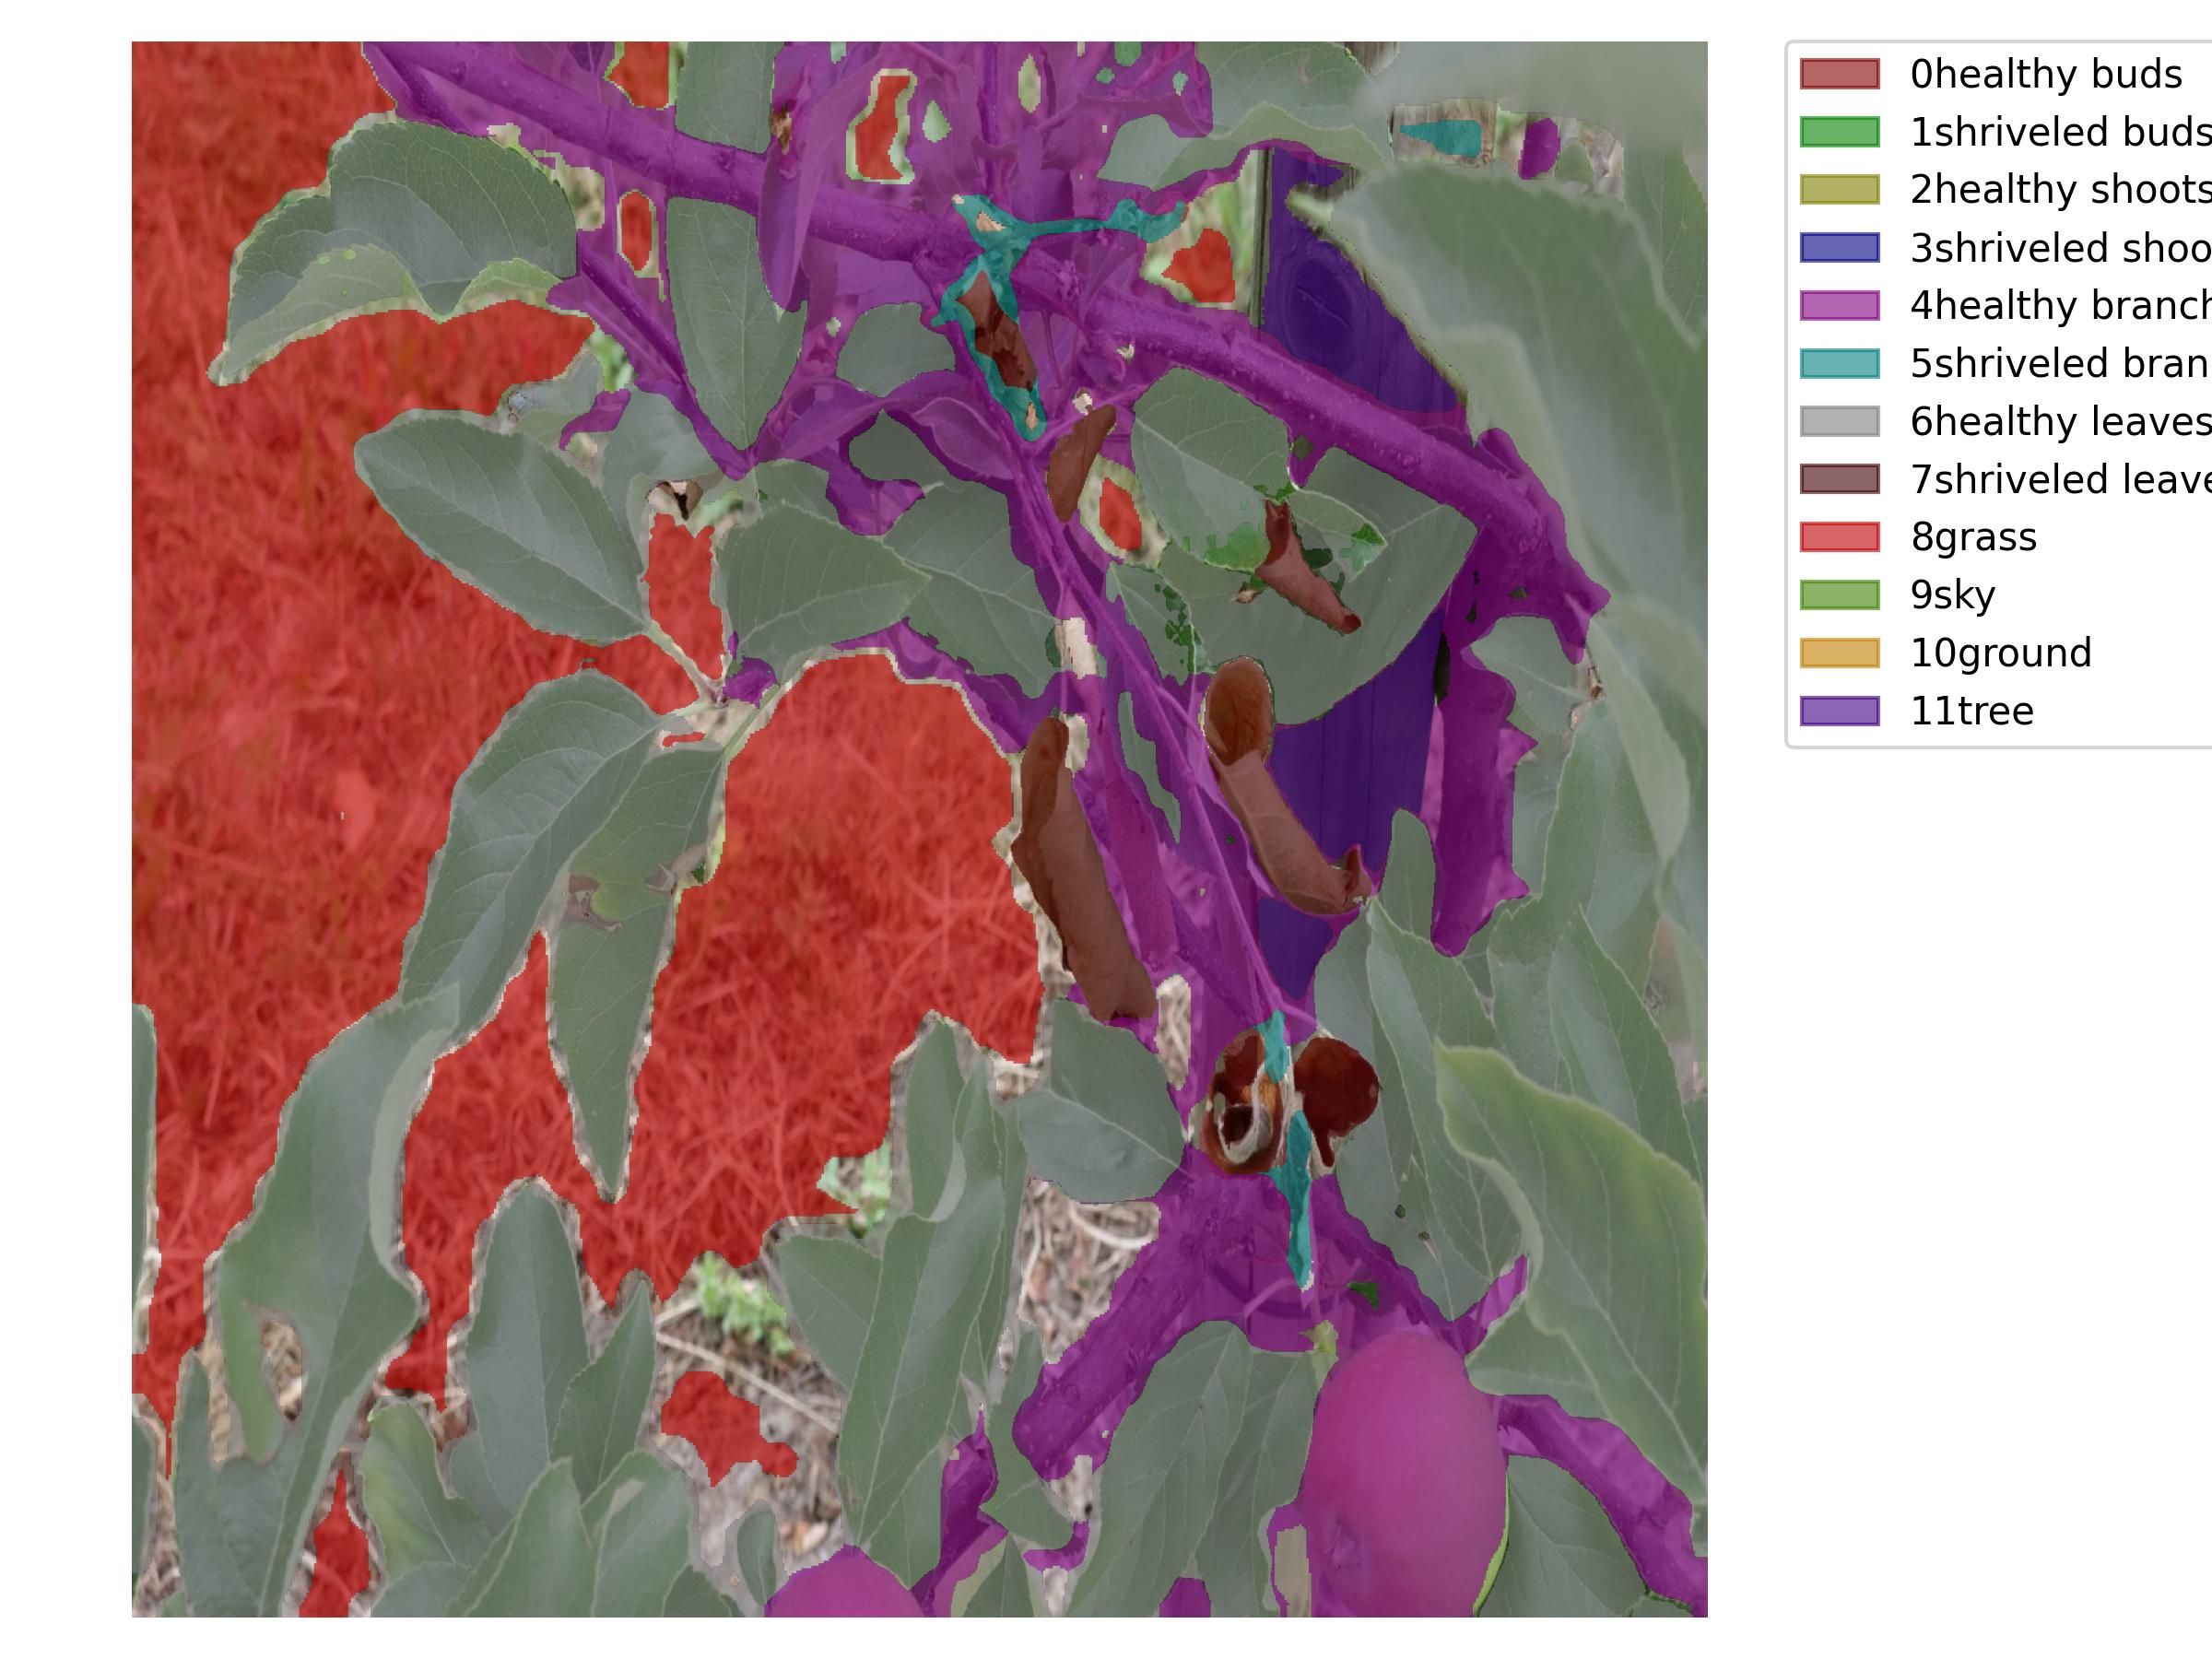 0healthy buds
1shriveled buds
2healthy shoots
3shriveled shoo
4healthy branch
5shriveled bran
6healthy leaves
7shriveled leave
8grass
9sky
10ground
11tree